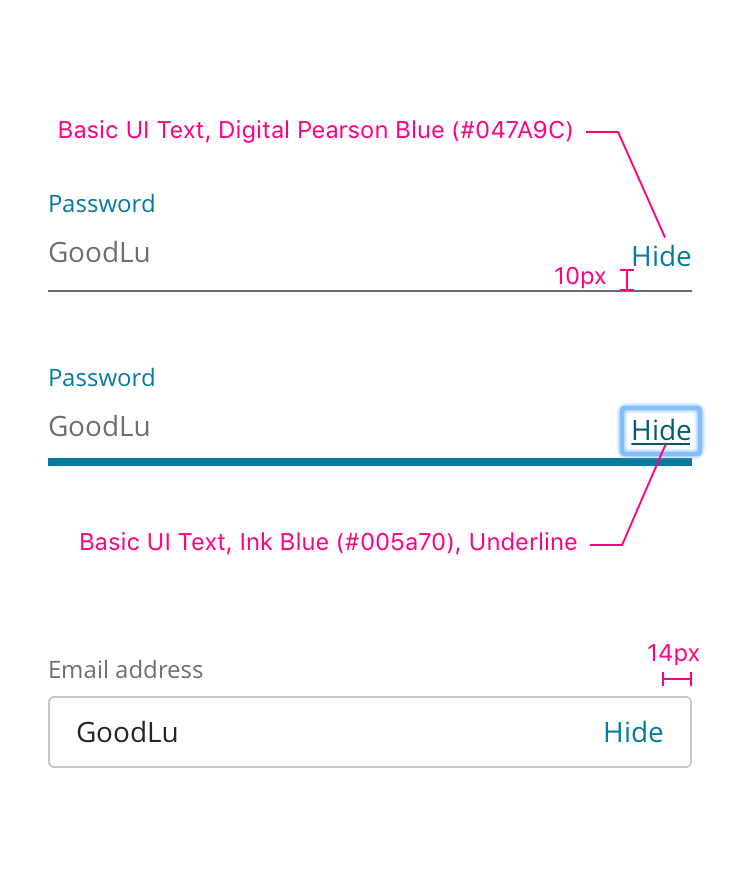 Basic UI Text, Digital Pearson Blue (#047A9C)
Password
GoodLu
Hide
10px
Password
GoodLu
Hide
Basic UI Text, Ink Blue (#005a70), Underline
14px
Email address
GoodLu
Hide